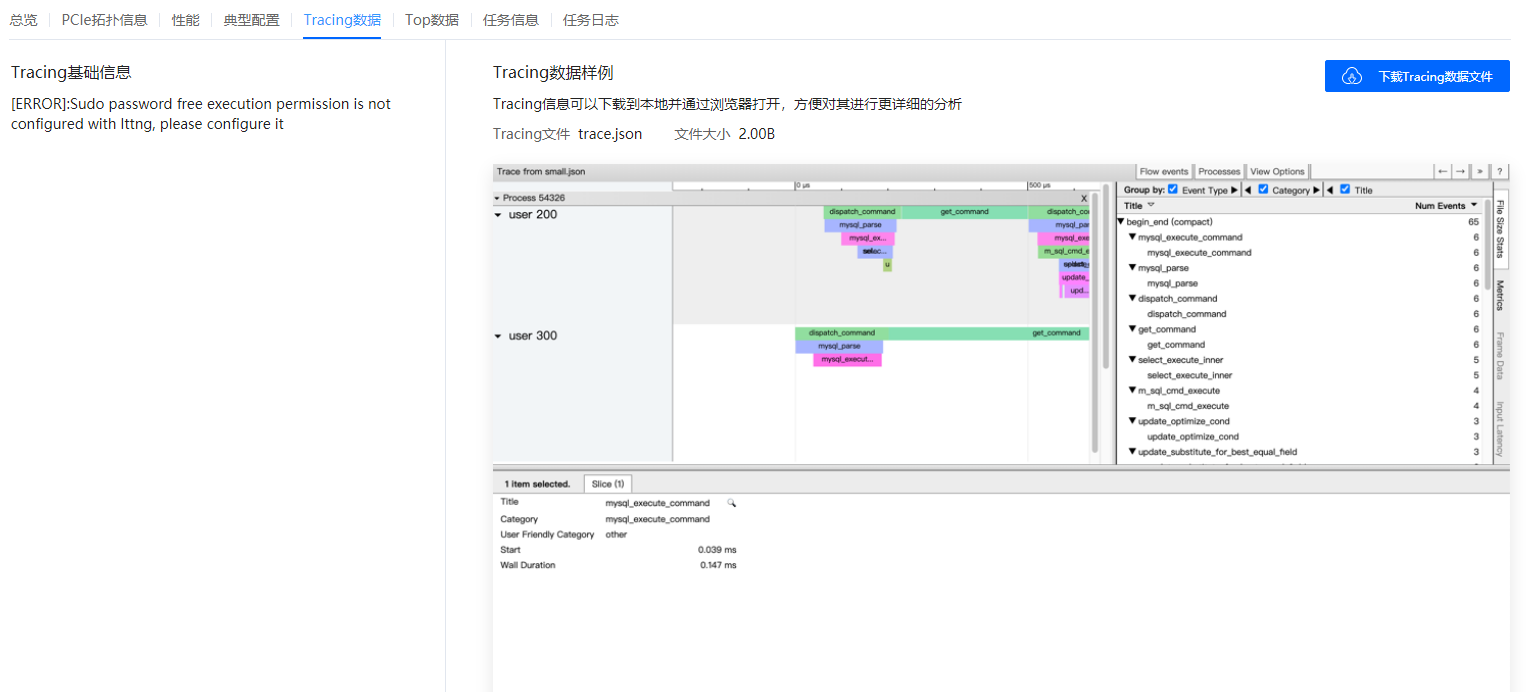 总览 PCIe拓扑信息 性能 典型配置 Tracing数据 Top数据 任务信息 任务日志
Tracing基础信息
[ERROR]:Sudo password free execution permission is not
configured with lttng, please configure it
Tracing数据样例
下载Tracing数据文件
Tracing信息可以下载到本地并通过浏览器打开，方便对其进行更详细的分析
Tracing文件 trace.json 文件大小 2.00B
Trace from small.json
Flow events Processes View Options ← → » ?
0 µs 500 µs
Process 54326 X
user 200
dispatch_command get_command dispatch_co
mysql_parse mysql_par
mysql_ex... mysql_exe
selec... m_sql_cmd_e
u
update_
upd...
user 300
dispatch_command get_command
mysql_parse
mysql_execut...
Group by: Event Type Category Title
Title Num Events
begin_end (compact) 65
mysql_execute_command 6
mysql_execute_command 6
mysql_parse 6
mysql_parse 6
dispatch_command 6
dispatch_command 6
get_command 6
get_command 6
select_execute_inner 5
select_execute_inner 5
m_sql_cmd_execute 4
m_sql_cmd_execute 4
update_optimize_cond 3
update_optimize_cond 3
update_substitute_for_best_equal_field 3
File Size Stats
Metrics
Frame Data
Input Latency
1 item selected. Slice (1)
Title mysql_execute_command
Category mysql_execute_command
User Friendly Category other
Start 0.039 ms
Wall Duration 0.147 ms